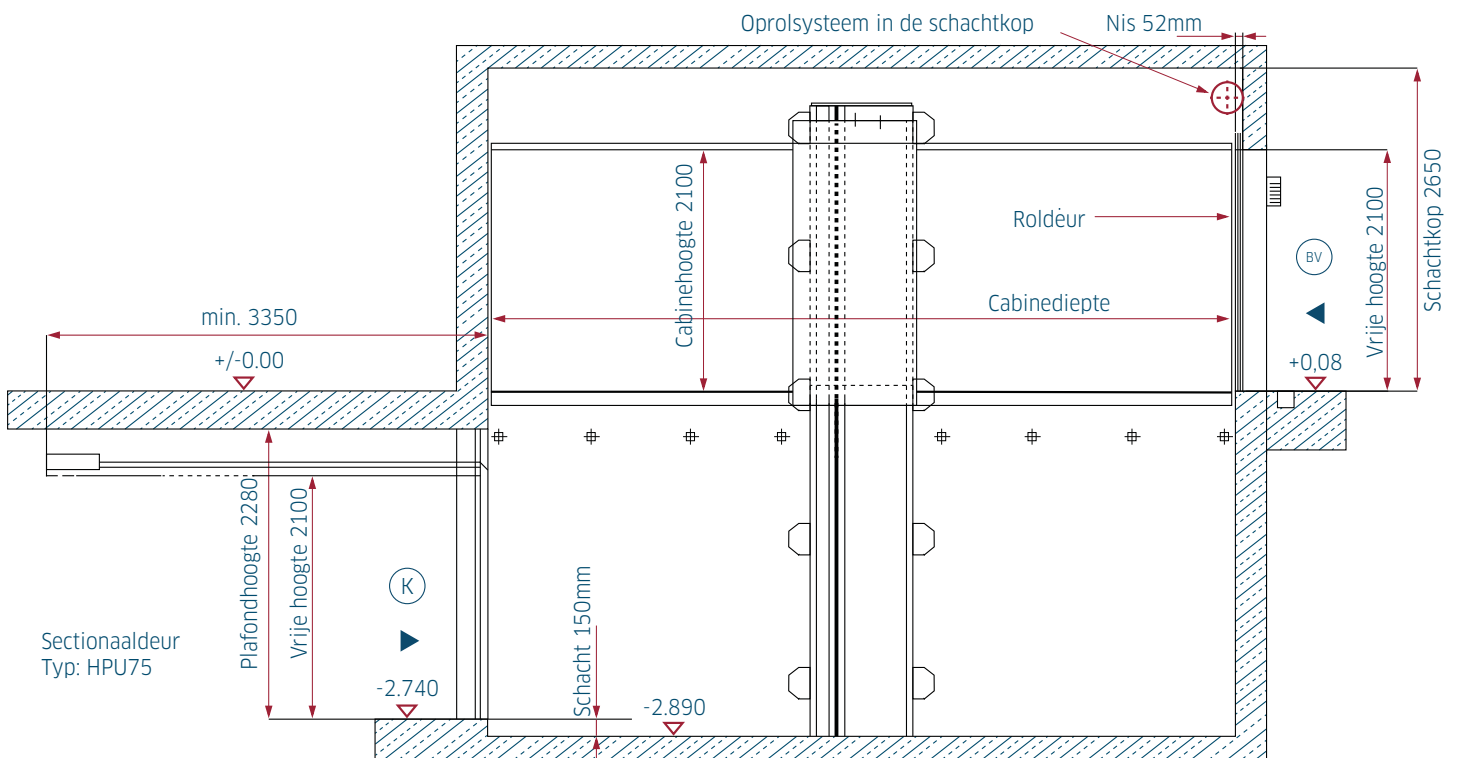 Oprolsysteem in de schachtkop
Nis 52mm
Cabinehoogte 2100
Roldeur
Cabinediepte
BV
+0,08
Vrije hoogte 2100
Schachtkop 2650
min. 3350
+/-0.00
Plafondhoogte 2280
Vrije hoogte 2100
K
-2.740
Sectionaaldeur
Typ: HPU75
Schacht 150mm
-2.890